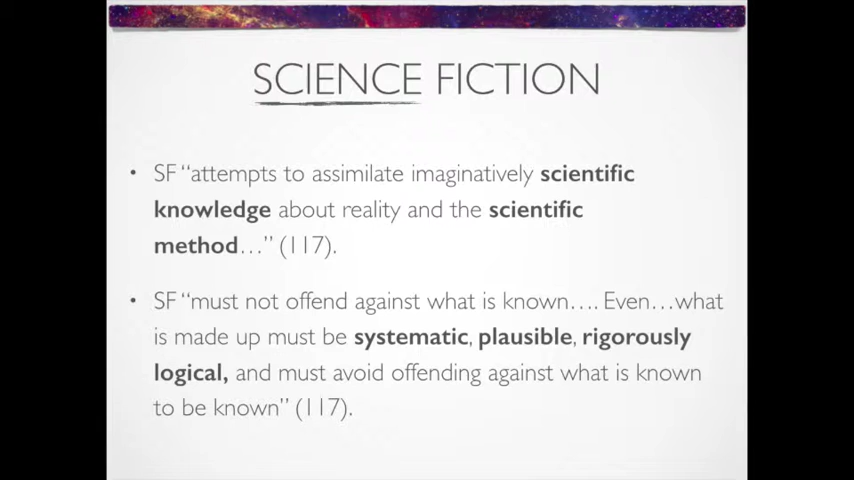 SCIENCE FICTION
• SF “attempts to assimilate imaginatively scientific
knowledge about reality and the scientific
method…” (117).
• SF “must not offend against what is known…. Even…what
is made up must be systematic, plausible, rigorously
logical, and must avoid offending against what is known
to be known” (117).